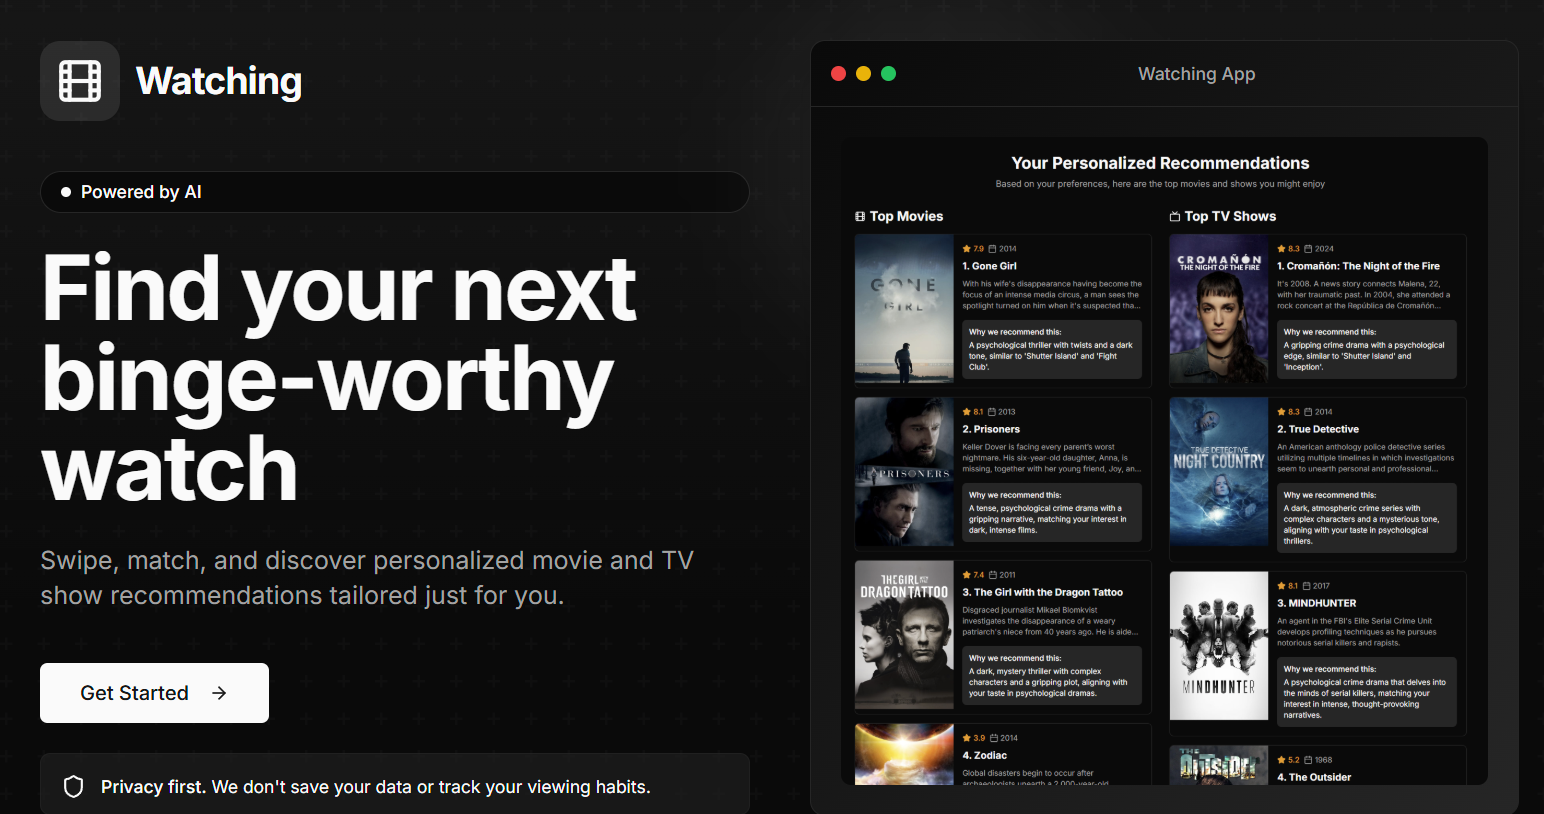 Watching
Powered by AI
Find your next
binge-worthy
watch
Swipe, match, and discover personalized movie and TV
show recommendations tailored just for you.
Get Started
Privacy first. We don't save your data or track your viewing habits.
Watching App
Your Personalized Recommendations
Based on your preferences, here are the top movies and shows you might enjoy
Top Movies
GONE
GIRL
7.9 2014
1. Gone Girl
With his wife's disappearance having become the
focus of an intense media circus, a man sees the
spotlight turned on him when it's suspected tha...
Why we recommend this:
A psychological thriller with twists and a dark
tone, similar to 'Shutter Island' and 'Fight
Club'.
PRISONERS
8.1 2013
2. Prisoners
Keller Dover is facing every parent's worst
nightmare. His six-year-old daughter, Anna, is
missing, together with her young friend, Joy, an...
Why we recommend this:
A tense, psychological crime drama with a
gripping narrative, matching your interest in
dark, intense films.
THE GIRL WITH THE
DRAGON TATTOO
7.4 2011
3. The Girl with the Dragon Tattoo
Disgraced journalist Mikael Blomkvist
investigates the disappearance of a weary
patriarch's niece from 40 years ago. He is aide...
Why we recommend this:
A dark, mystery thriller with complex
characters and a gripping plot, aligning with
your taste in psychological dramas.
3.9 2014
4. Zodiac
Global disasters begin to occur after
archaeologists unearth a 2,000-year-old
Top TV Shows
CROMAÑÓN
THE NIGHT OF THE FIRE
8.3 2024
1. Cromañón: The Night of the Fire
It's 2008. A news story connects Malena, 22,
with her traumatic past. In 2004, she attended a
rock concert at the República de Cromañón...
Why we recommend this:
A gripping crime drama with a psychological
edge, similar to 'Shutter Island' and
'Inception'.
TRUE DETECTIVE
NIGHT COUNTRY
8.3 2014
2. True Detective
An American anthology police detective series
utilizing multiple timelines in which investigations
seem to unearth personal and professional...
Why we recommend this:
A dark, atmospheric crime series with
complex characters and a mysterious tone,
aligning with your taste in psychological
thrillers.
MINDHUNTER
8.1 2017
3. MINDHUNTER
An agent in the FBI's Elite Serial Crime Unit
develops profiling techniques as he pursues
notorious serial killers and rapists.
Why we recommend this:
A psychological crime drama that delves into
the minds of serial killers, matching your
interest in intense, thought-provoking
narratives.
THE
OUTSIDER
5.2 1968
4. The Outsider